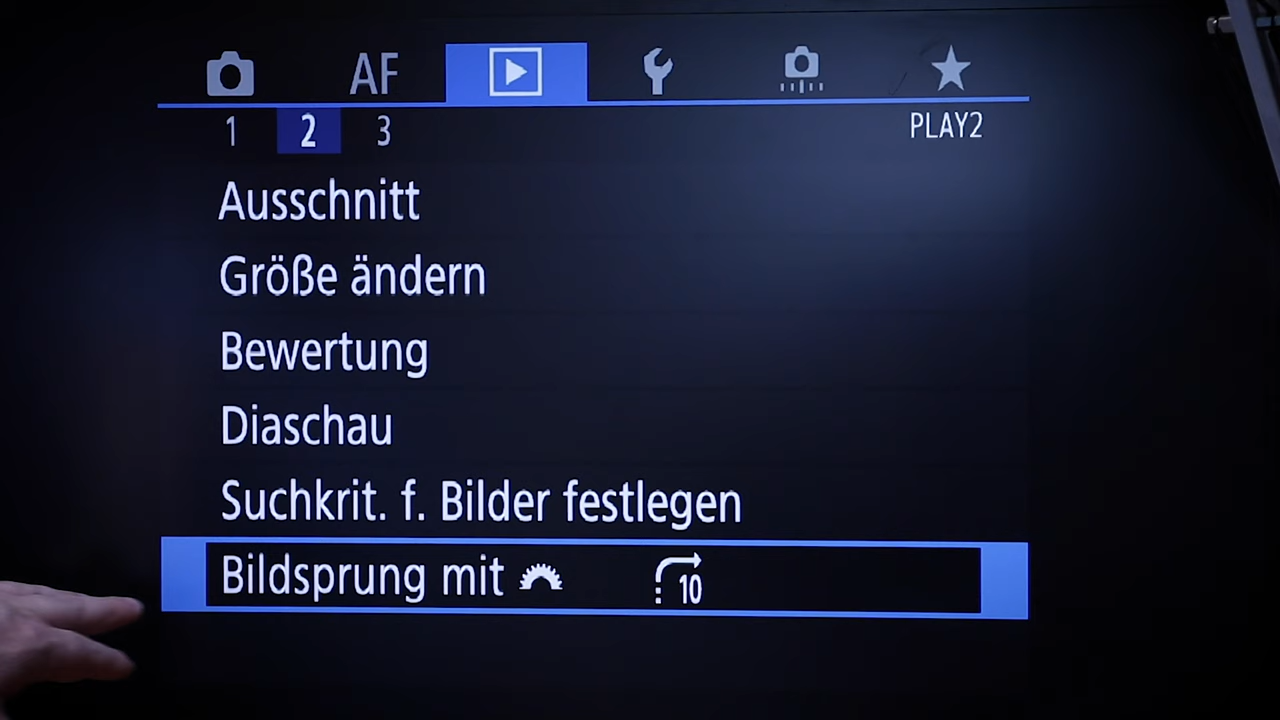 AF
1 2 3 PLAY2
Ausschnitt
Größe ändern
Bewertung
Diaschau
Suchkrit. f. Bilder festlegen
Bildsprung mit 10